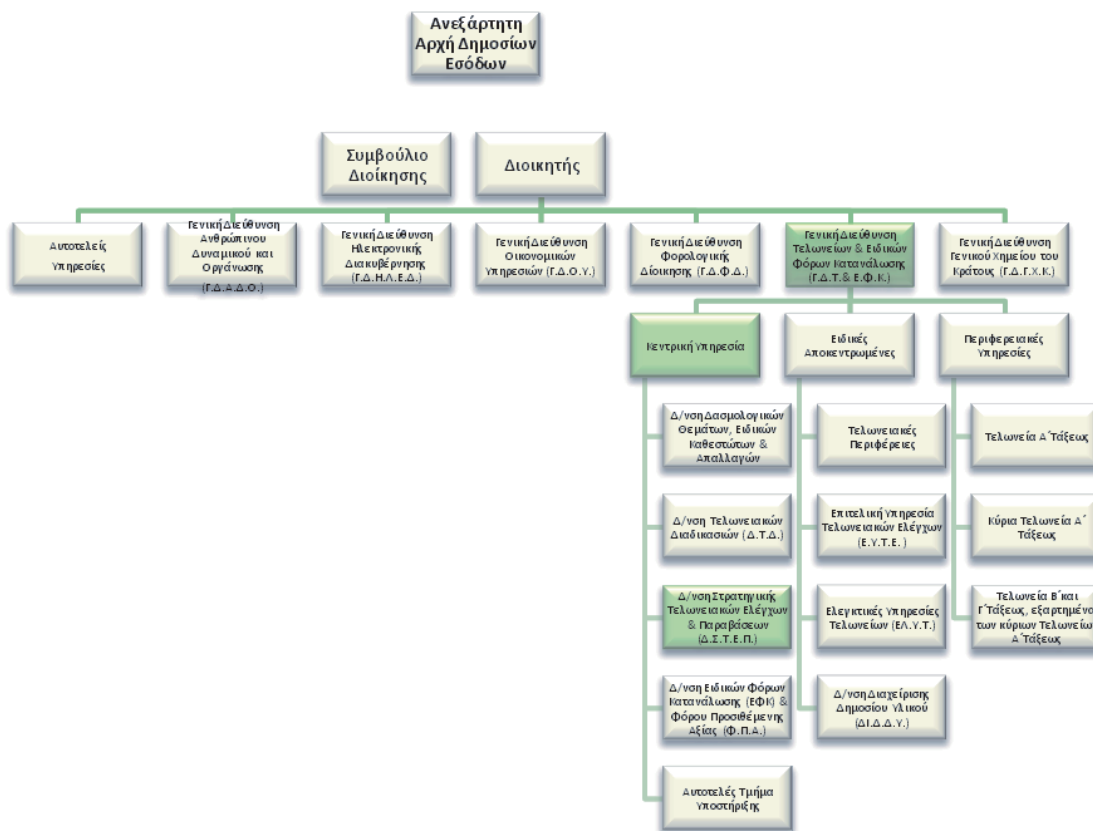 Ανεξάρτητη
Αρχή Δημοσίων
Εσόδων
Συμβούλιο
Διοίκησης
Διοικητής
Αυτοτελείς
Υπηρεσίες
Γενική Διεύθυνση
Ανθρώπινου
Δυναμικού και
Οργάνωσης
(Γ.Δ.Α.Δ.Ο.)
Γενική Διεύθυνση
Ηλεκτρονικής
Διακυβέρνησης
(Γ.Δ.Η.Λ.Ε.Δ.)
Γενική Διεύθυνση
Οικονομικών
Υπηρεσιών (Γ.Δ.Ο.Υ.)
Γενική Διεύθυνση
Φορολογικής
Δίοικησης (Γ.Δ.Φ.Δ.)
Γενική Διεύθυνση
Τελωνείων & Ειδικών
Φόρων Κατανάλωσης
(Γ.Δ.Τ.& Ε.Φ.Κ.)
Γενική Διεύθυνση
Γενικού Χημείου του
Κράτους (Γ.Δ.Γ.Χ.Κ.)
Κεντρική Υπηρεσία
Ειδικές
Αποκεντρωμένες
Περιφερειακές
Υπηρεσίες
Δ/νση Δασμολογικών
Θεμάτων, Ειδικών
Καθεστώτων &
Απαλλαγών
Τελωνειακές
Περιφέρειες
Τελωνεία Α΄Τάξεως
Δ/νση Τελωνειακών
Διαδικασιών (Δ.Τ.Δ.)
Επιτελική Υπηρεσία
Τελωνειακών Ελέγχων
(Ε.Υ.Τ.Ε. )
Κύρια Τελωνεία Α΄
Τάξεως
Δ/νση Στρατηγικής
Τελωνειακών Ελέγχων
& Παραβάσεων
(Δ.Σ.Τ.Ε.Π.)
Ελεγκτικές Υπηρεσίες
Τελωνείων (ΕΛ.Υ.Τ.)
Τελωνεία Β΄και
Γ΄Τάξεως, εξαρτημένα
των κύριων Τελωνείων
Α΄Τάξεως
Δ/νση Ειδικών Φόρων
Κατανάλωσης (ΕΦΚ) &
Φόρου Προσιθέμενης
Αξίας (Φ.Π.Α.)
Δ/νση Διαχείρισης
Δημοσίου Υλικού
(ΔΙ.Δ.Δ.Υ.)
Αυτοτελές Τμήμα
Υποστήριξης